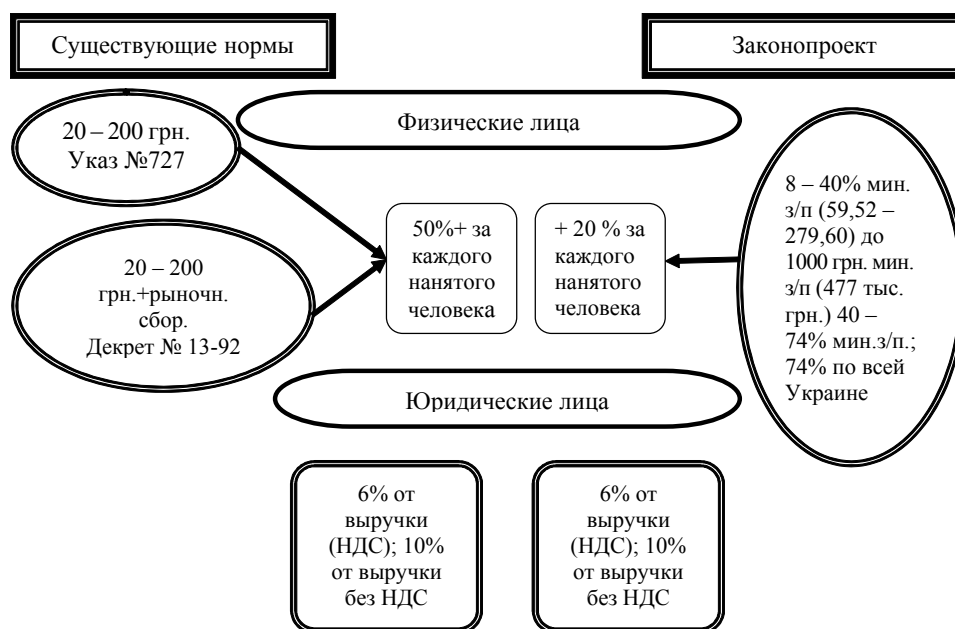 Существующие нормы
Законопроект
Физические лица
20 – 200 грн.
Указ №727
20 – 200
грн.+рыночн.
сбор.
Декрет № 13-92
50%+ за
каждого
нанятого
человека
+ 20 % за
каждого
нанятого
человека
8 – 40% мин.
з/п (59,52 –
279,60) до
1000 грн. мин.
з/п (477 тыс.
грн.) 40 –
74% мин.з/п.;
74% по всей
Украине
Юридические лица
6% от
выручки
(НДС); 10%
от выручки
без НДС
6% от
выручки
(НДС); 10%
от выручки
без НДС